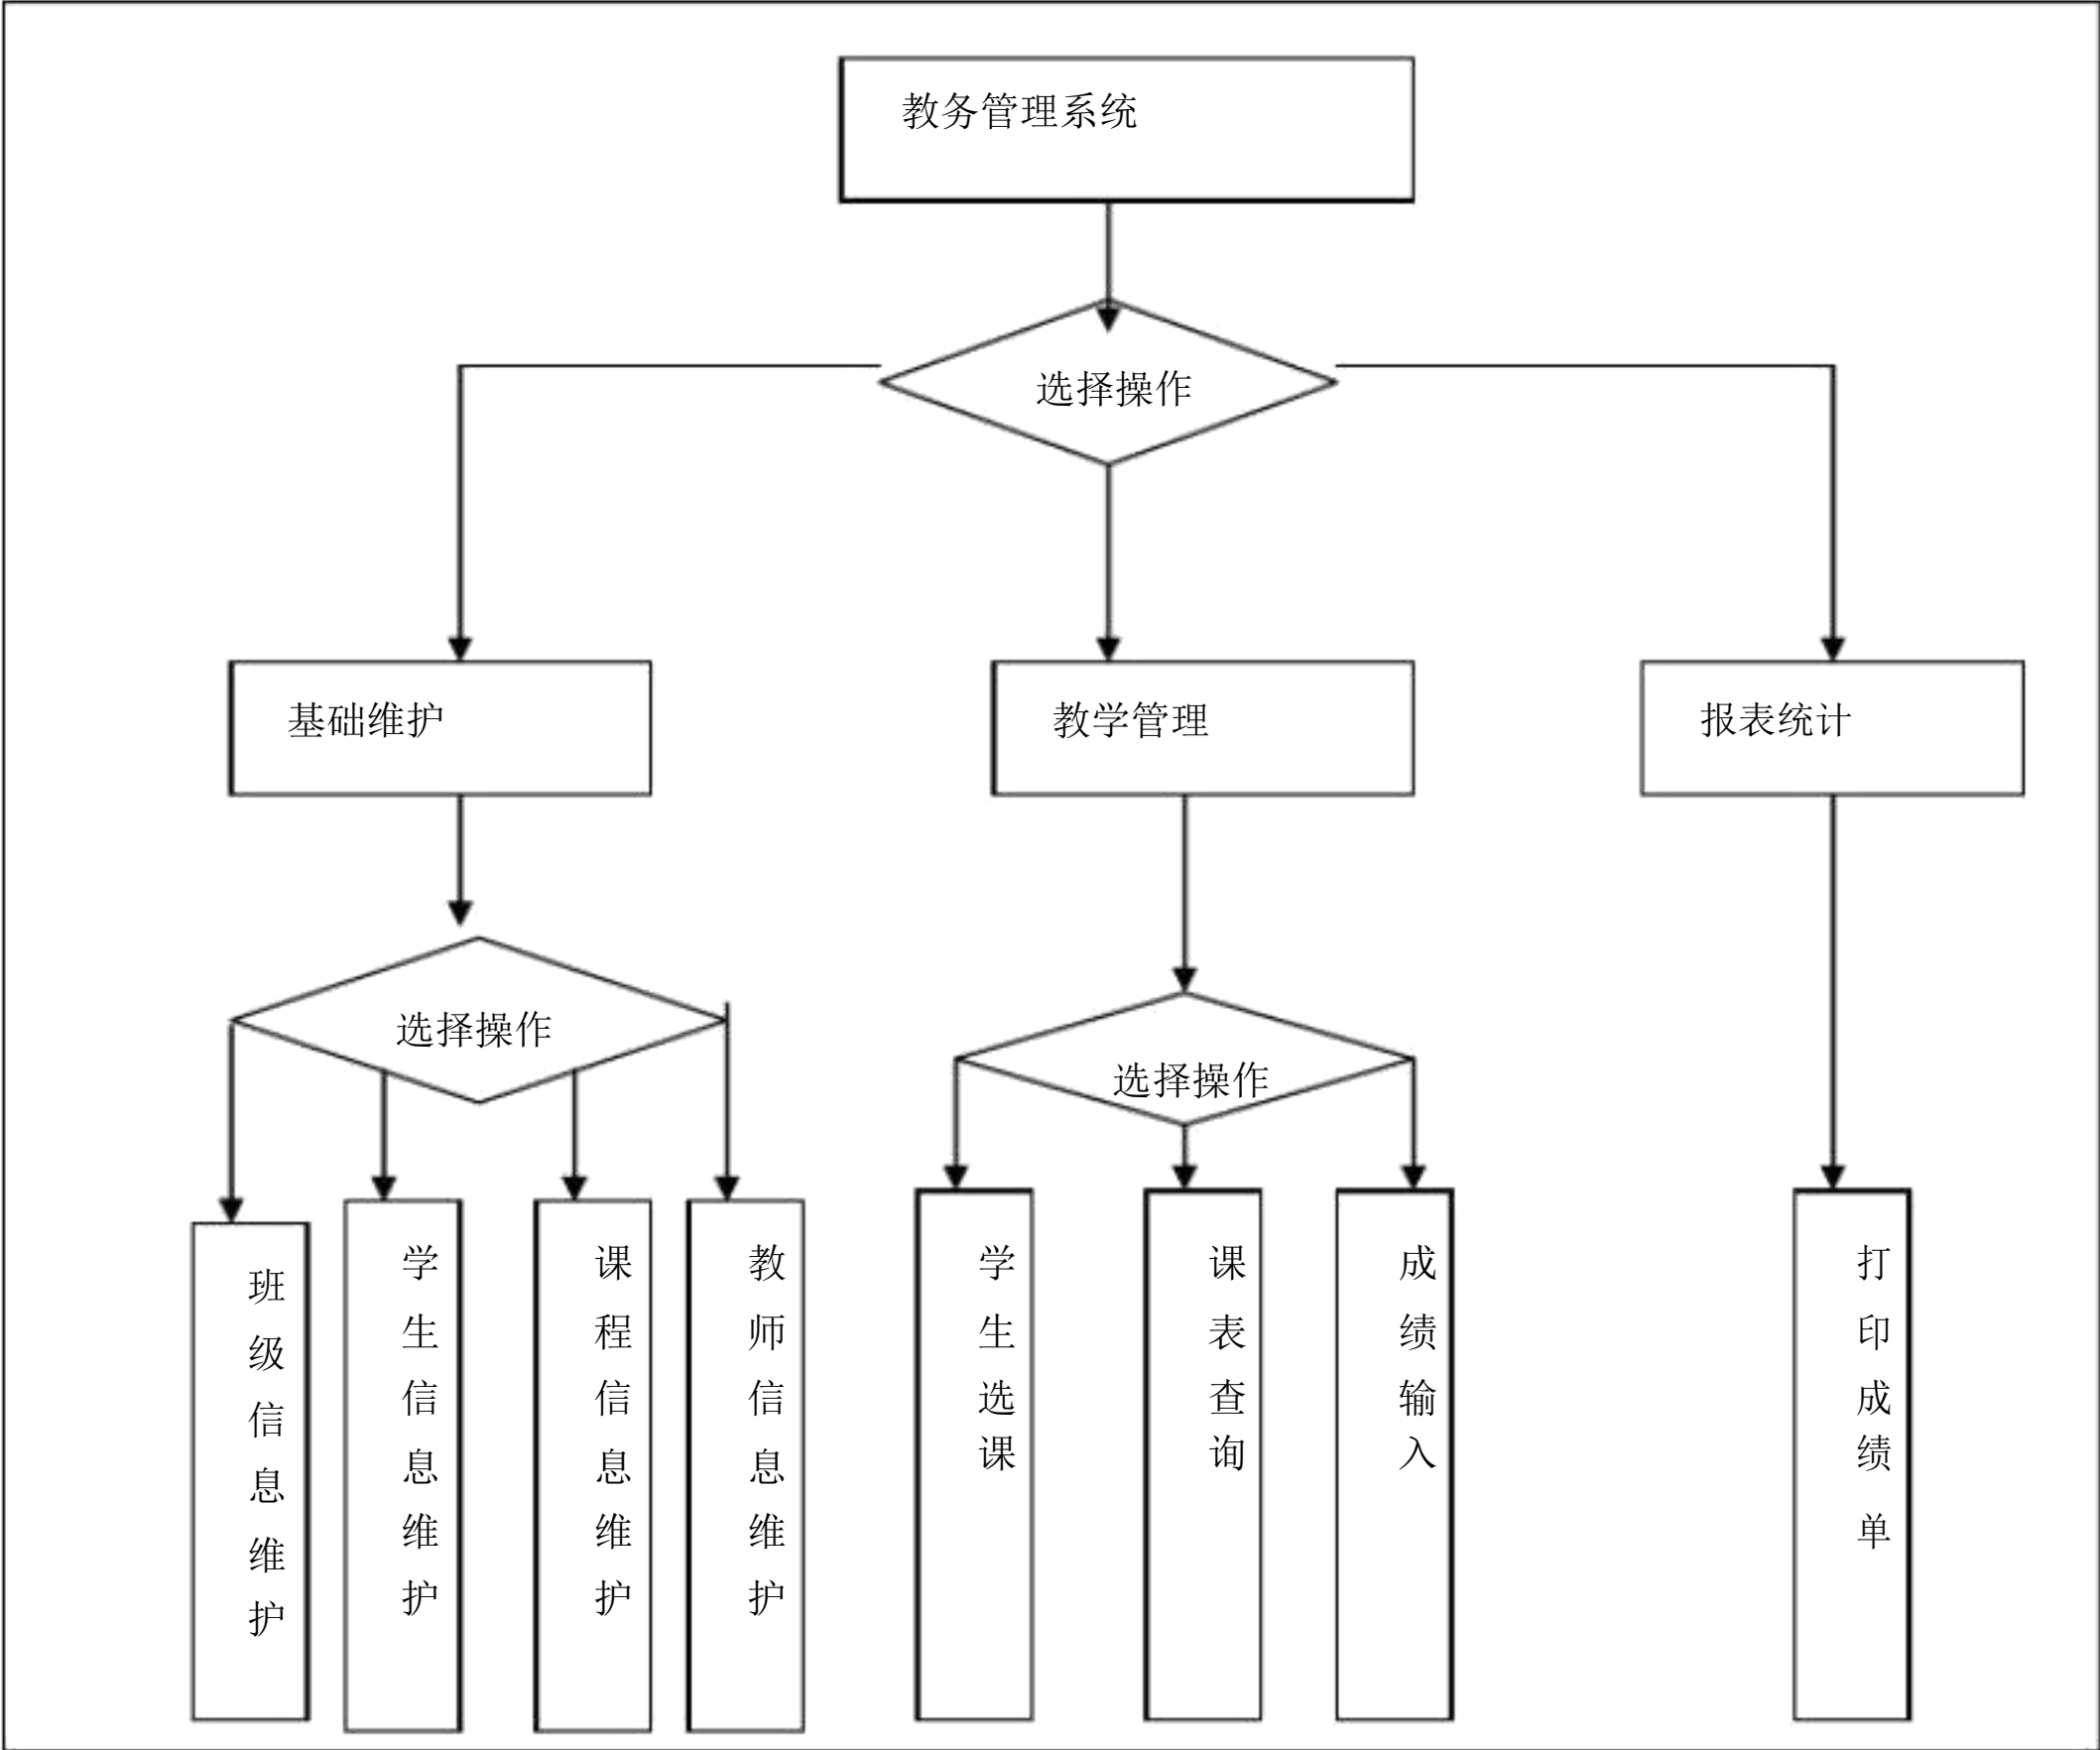 教务管理系统
选择操作
基础维护
教学管理
报表统计
选择操作
选择操作
班级信息维护
学生信息维护
课程信息维护
教师信息维护
学生选课
课表查询
成绩输入
打印成绩单